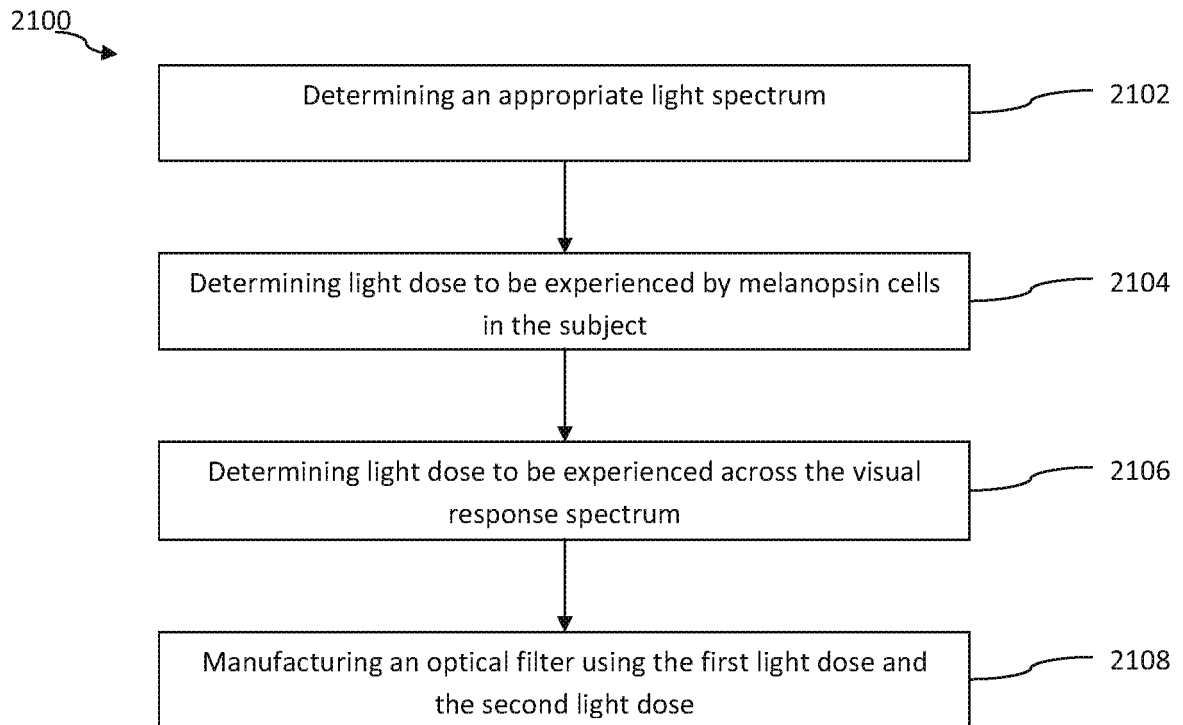 2100
Determining an appropriate light spectrum
2102
Determining light dose to be experienced by melanopsin cells
in the subject
2104
Determining light dose to be experienced across the visual
response spectrum
2106
Manufacturing an optical filter using the first light dose and
the second light dose
2108